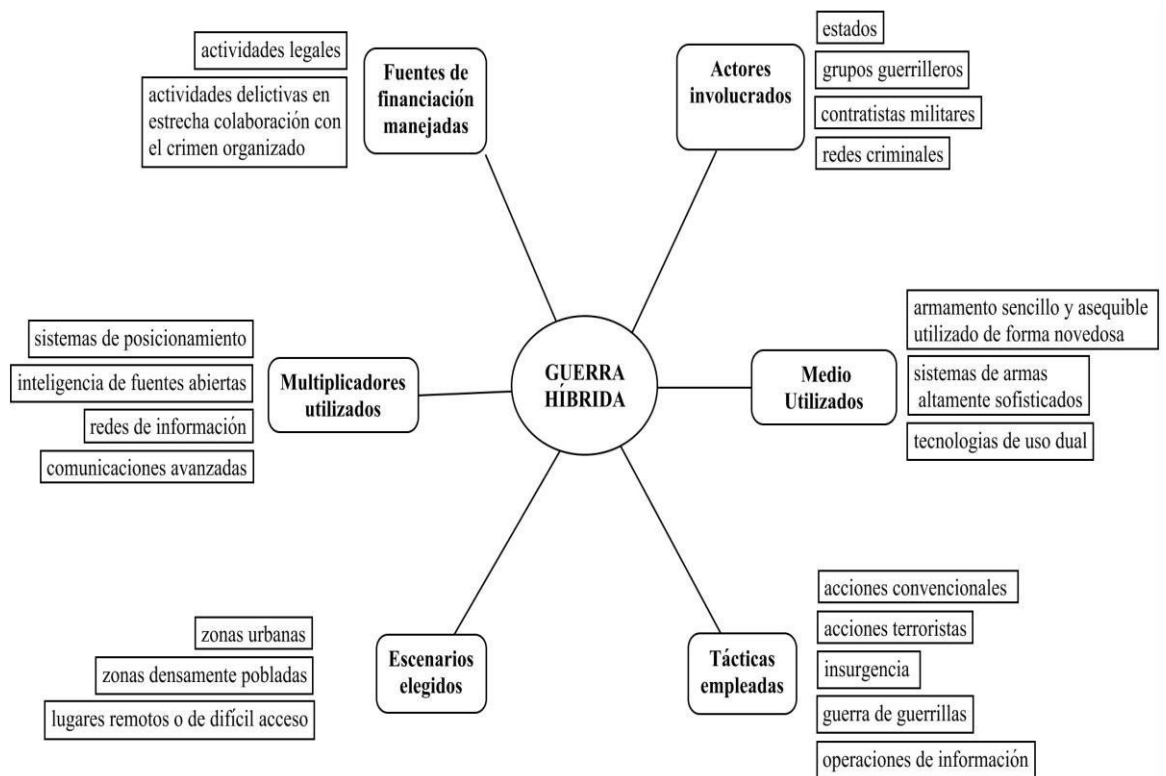 actividades legales
actividades delictivas en
estrecha colaboración con
el crimen organizado
Fuentes de
financiación
manejadas
Actores
involucrados
estados
grupos guerrilleros
contratistas militares
redes criminales
sistemas de posicionamiento
inteligencia de fuentes abiertas
redes de información
comunicaciones avanzadas
Multiplicadores
utilizados
GUERRA
HÍBRIDA
Medio
Utilizados
armamento sencillo y asequible
utilizado de forma novedosa
sistemas de armas
altamente sofisticados
tecnologias de uso dual
zonas urbanas
zonas densamente pobladas
lugares remotos o de difícil acceso
Escenarios
elegidos
Tácticas
empleadas
acciones convencionales
acciones terroristas
insurgencia
guerra de guerrillas
operaciones de información